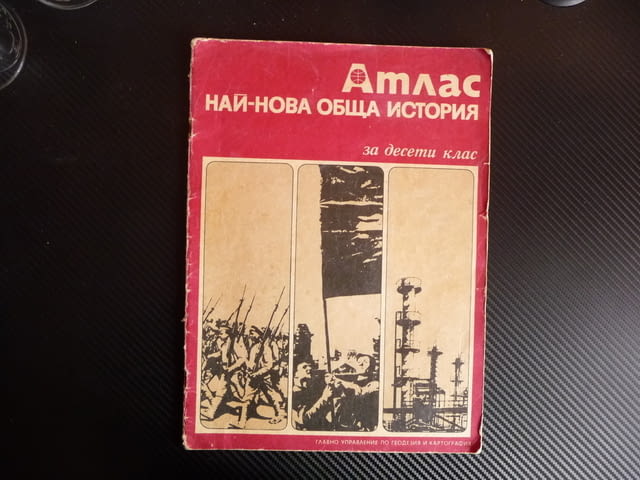 Атлас
НАЙ-НОВА ОБЩА ИСТОРИЯ
за десети клас
ГЛАВНО УПРАВЛЕНИЕ ПО ГЕОДЕЗИЯ И КАРТОГРАФИЯ